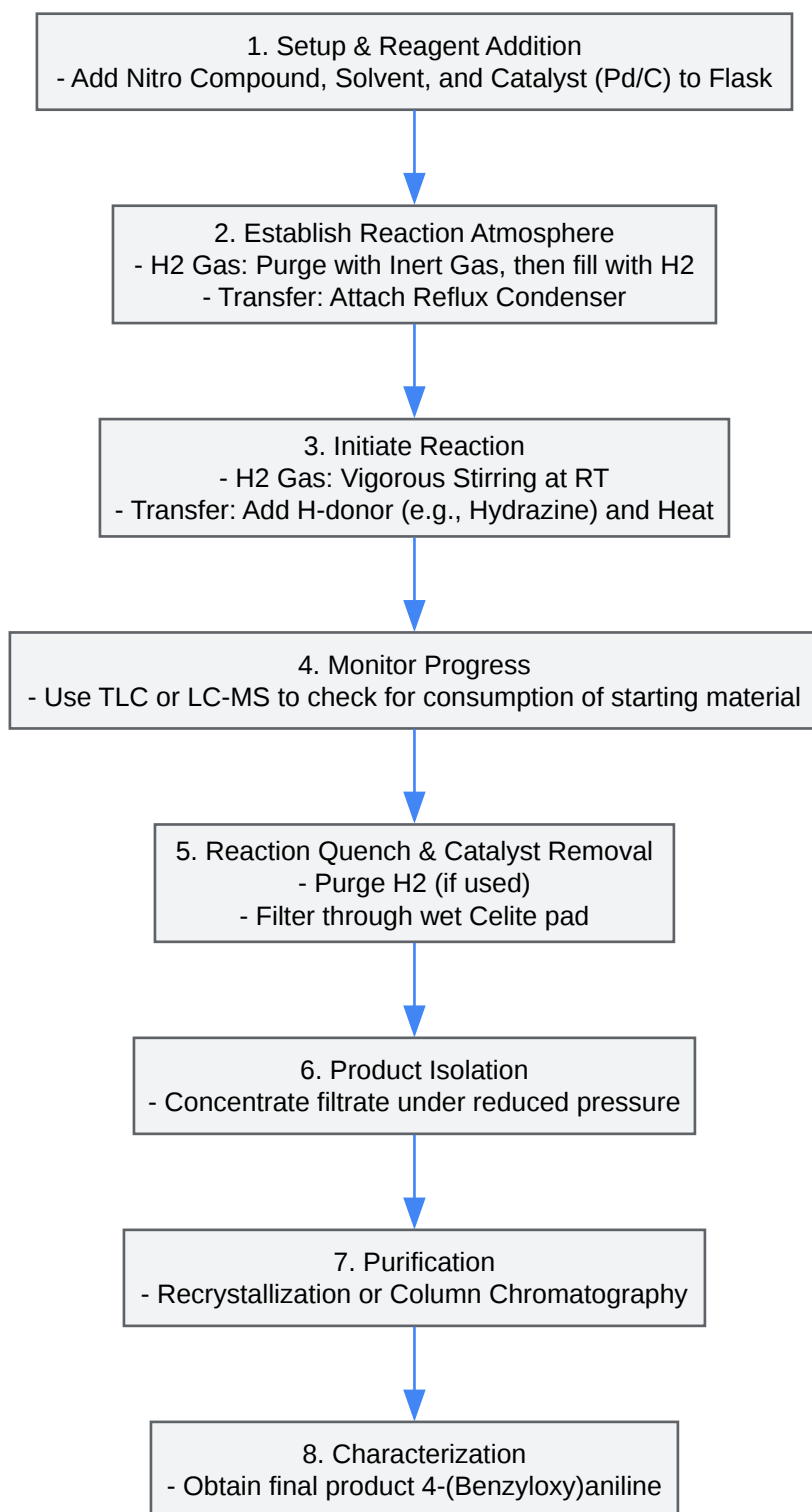 1. Setup & Reagent Addition
- Add Nitro Compound, Solvent, and Catalyst (Pd/C) to Flask
2. Establish Reaction Atmosphere
- H2 Gas: Purge with Inert Gas, then fill with H2
- Transfer: Attach Reflux Condenser
3. Initiate Reaction
- H2 Gas: Vigorous Stirring at RT
- Transfer: Add H-donor (e.g., Hydrazine) and Heat
4. Monitor Progress
- Use TLC or LC-MS to check for consumption of starting material
5. Reaction Quench & Catalyst Removal
- Purge H2 (if used)
- Filter through wet Celite pad
6. Product Isolation
- Concentrate filtrate under reduced pressure
7. Purification
- Recrystallization or Column Chromatography
8. Characterization
- Obtain final product 4-(Benzyloxy)aniline